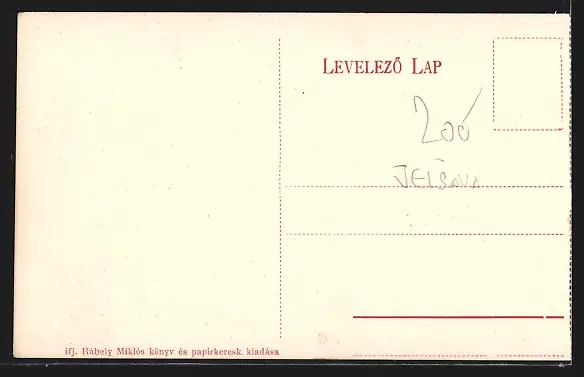 LEVELEZŐ LAP
200
JELŠAVA
ifj. Rábely Miklós könyv és papirkeresk. kiadása